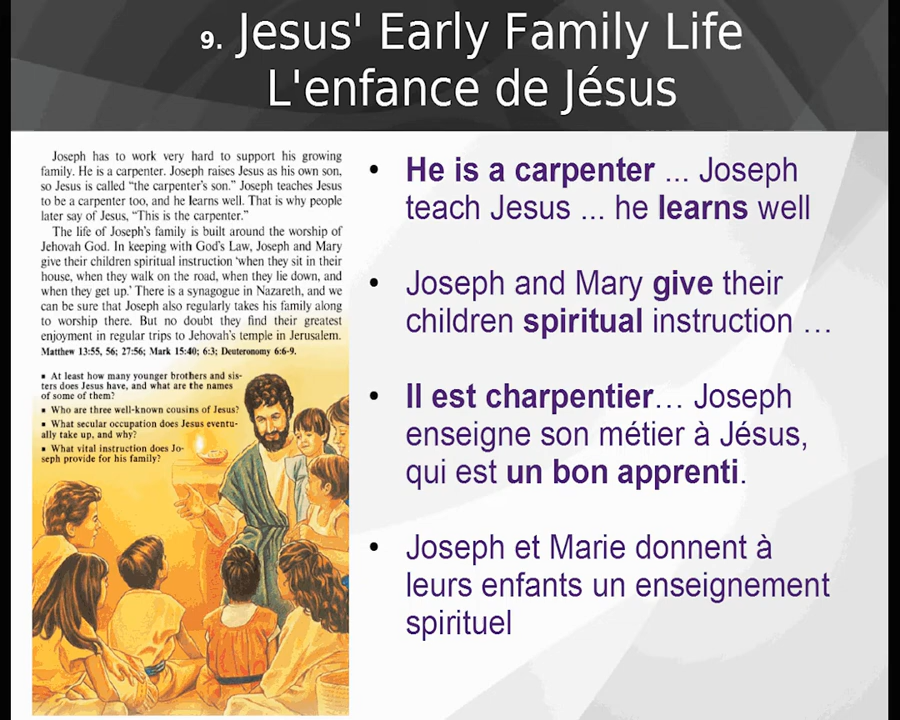 9. Jesus' Early Family Life
L'enfance de Jésus
Joseph has to work very hard to support his growing
family. He is a carpenter. Joseph raises Jesus as his own son,
so Jesus is called “the carpenter's son.” Joseph teaches Jesus
to be a carpenter too, and he learns well. That is why people
later say of Jesus, “This is the carpenter.”
The life of Joseph's family is built around the worship of
Jehovah God. In keeping with God's Law, Joseph and Mary
give their children spiritual instruction ‘when they sit in their
house, when they walk on the road, when they lie down, and
when they get up.’ There is a synagogue in Nazareth, and we
can be sure that Joseph also regularly takes his family along
to worship there. But no doubt they find their greatest
enjoyment in regular trips to Jehovah's temple in Jerusalem.
Matthew 13:55, 56; 27:56; Mark 15:40; 6:3; Deuteronomy 6:6-9.
▪ At least how many younger brothers and sis-
ters does Jesus have, and what are the names
of some of them?
▪ Who are three well-known cousins of Jesus?
▪ What secular occupation does Jesus eventu-
ally take up, and why?
▪ What vital instruction does Jo-
seph provide for his family?
• He is a carpenter ... Joseph
teach Jesus ... he learns well
• Joseph and Mary give their
children spiritual instruction …
• Il est charpentier… Joseph
enseigne son métier à Jésus,
qui est un bon apprenti.
• Joseph et Marie donnent à
leurs enfants un enseignement
spirituel